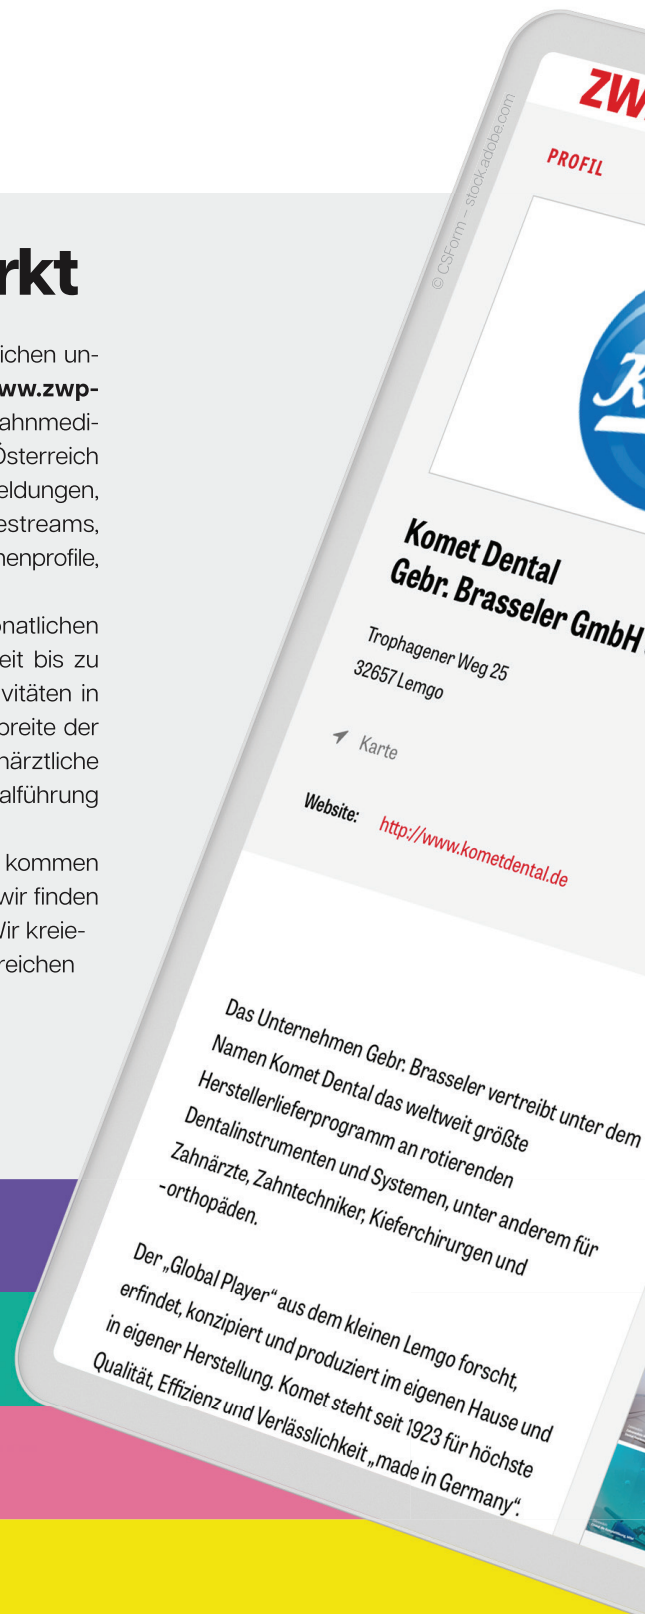 rkt
ichen un-
ww.zwp-
ahnmedi-
Österreich
eldungen,
estreams,
nenprofile,
natlichen
eit bis zu
vitäten in
breite der
närztliche
alführung
kommen
wir finden
Wir kreie-
reichen
© CSForm – stock.adobe.com
ZW
PROFIL
K
Komet Dental
Gebr. Brasseler GmbH
Trophagener Weg 25
32657 Lemgo
Karte
Website: http://www.kometdental.de
Das Unternehmen Gebr. Brasseler vertreibt unter dem
Namen Komet Dental das weltweit größte
Herstellerlieferprogramm an rotierenden
Dentalinstrumenten und Systemen, unter anderem für
Zahnärzte, Zahntechniker, Kieferchirurgen und
-orthopäden.
Der „Global Player“ aus dem kleinen Lemgo forscht,
erfindet, konzipiert und produziert im eigenen Hause und
in eigener Herstellung. Komet steht seit 1923 für höchste
Qualität, Effizienz und Verlässlichkeit „made in Germany“.